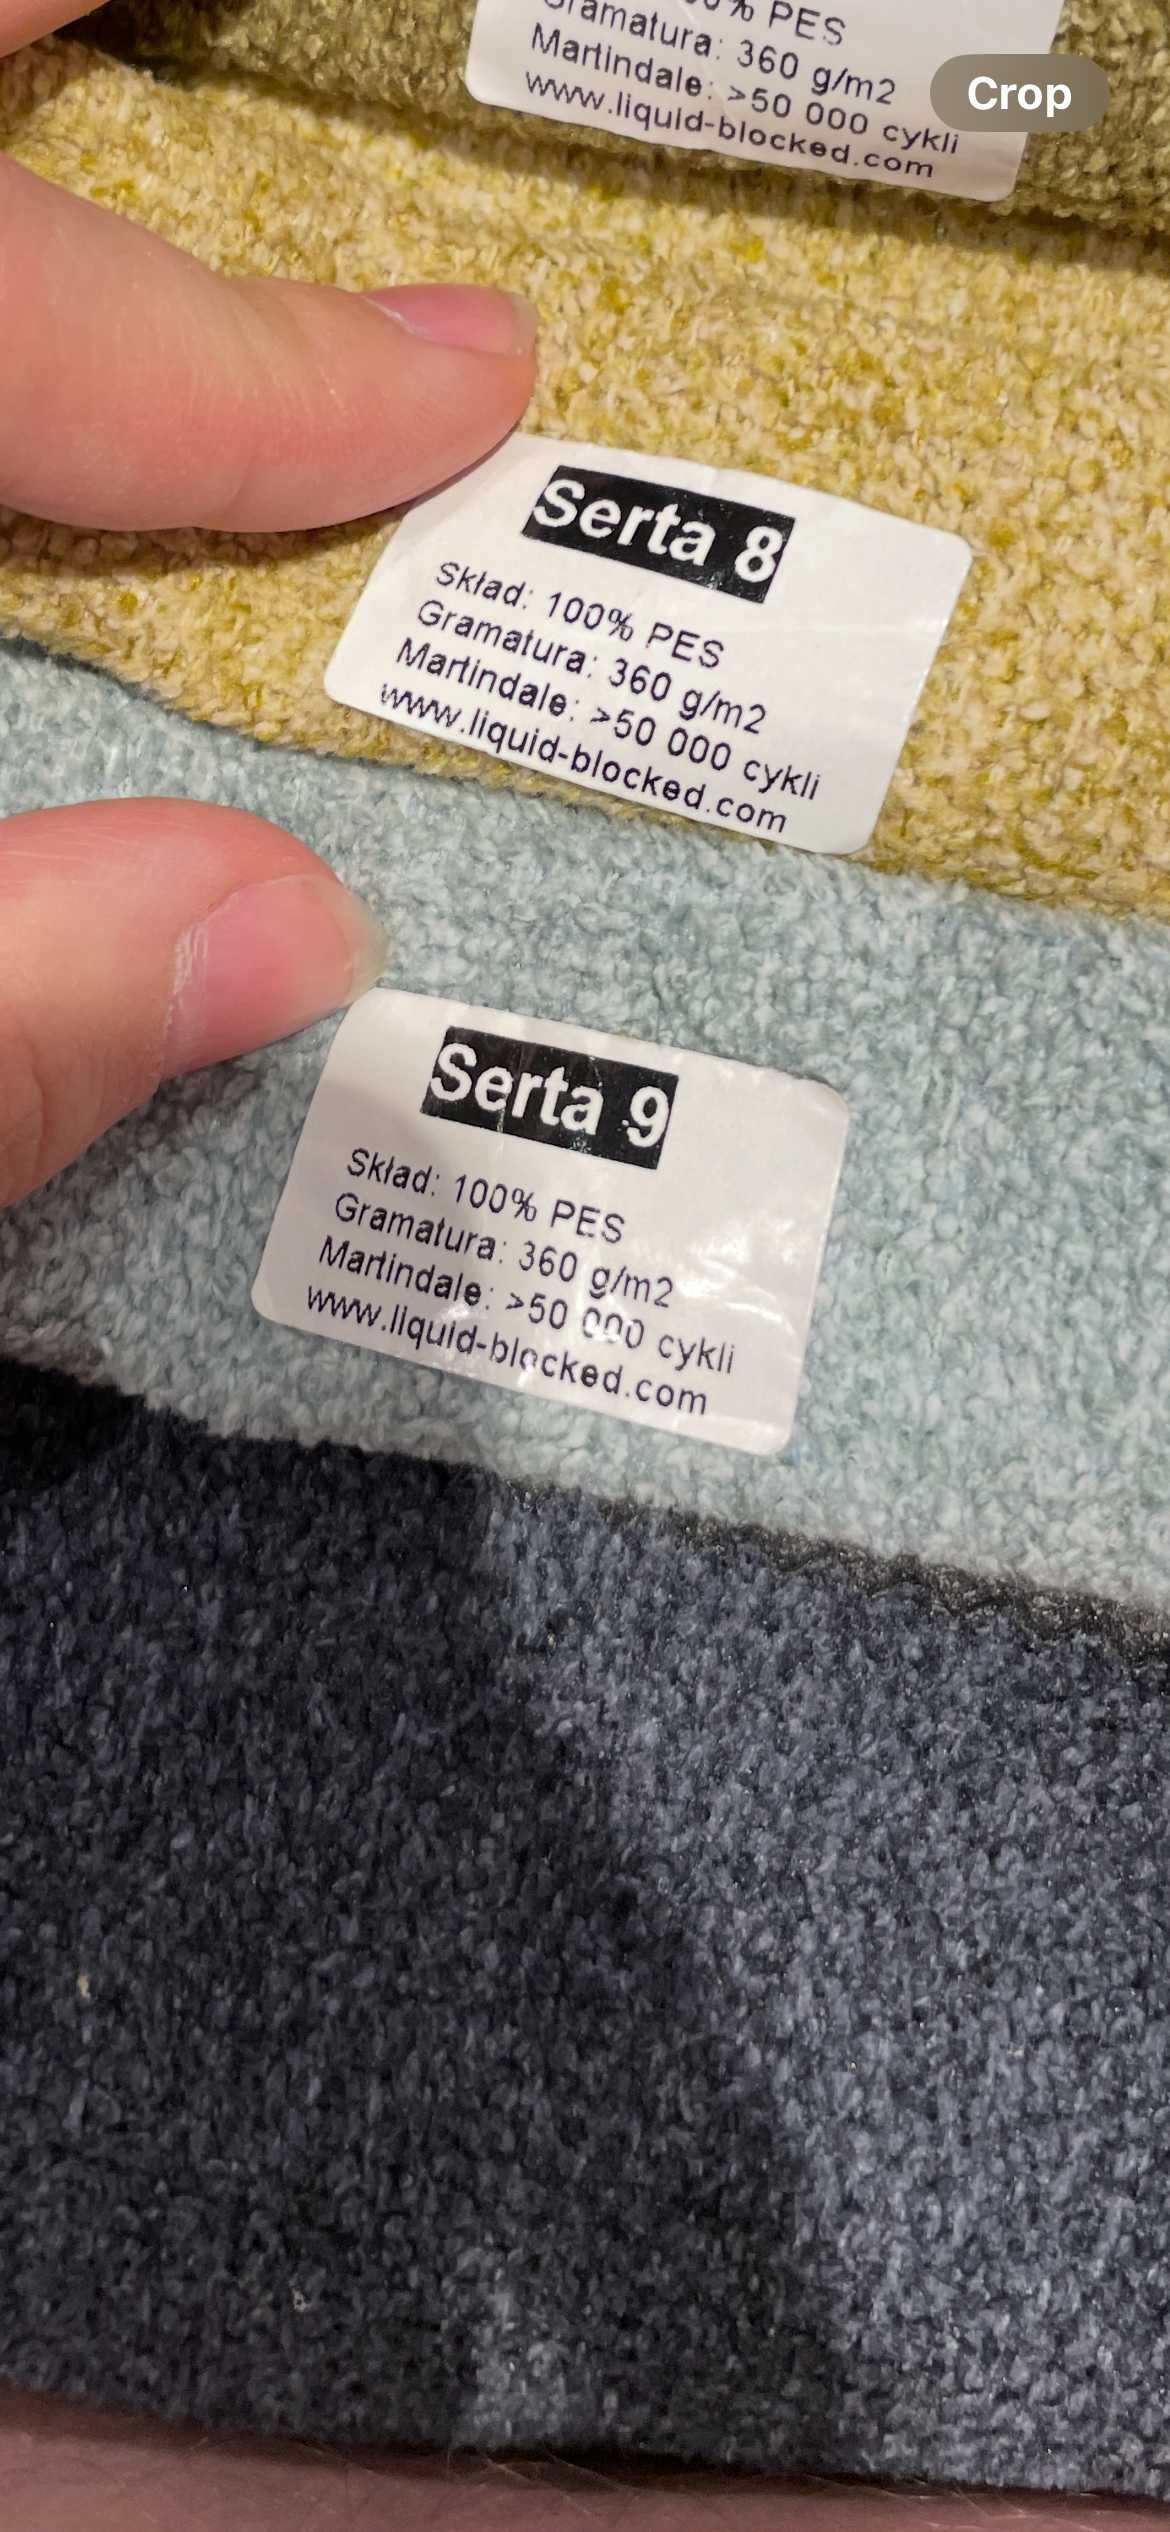 % PES
Gramatura: 360 g/m2
Martindale: >50 000 cykli
www.liquid-blocked.com
Crop
Serta 8
Skład: 100% PES
Gramatura: 360 g/m2
Martindale: >50 000 cykli
www.liquid-blocked.com
Serta 9
Skład: 100% PES
Gramatura: 360 g/m2
Martindale: >50 000 cykli
www.liquid-blocked.com